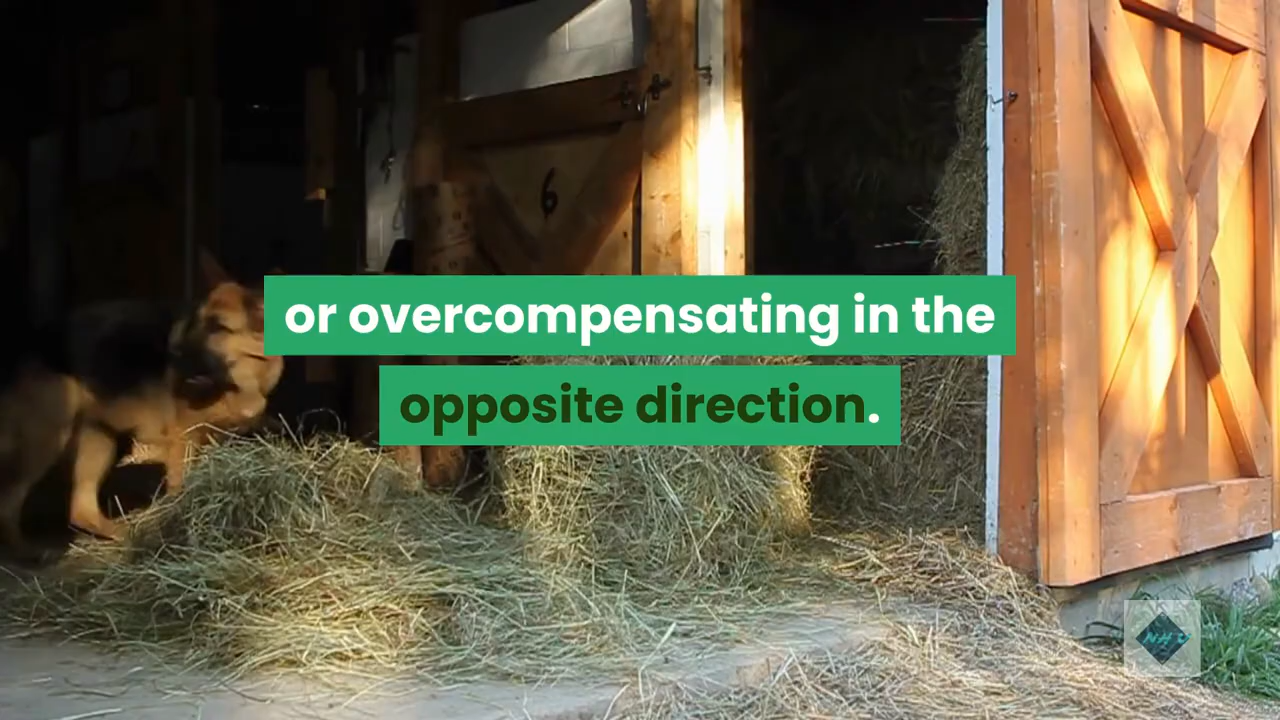 6
or overcompensating in the
opposite direction.